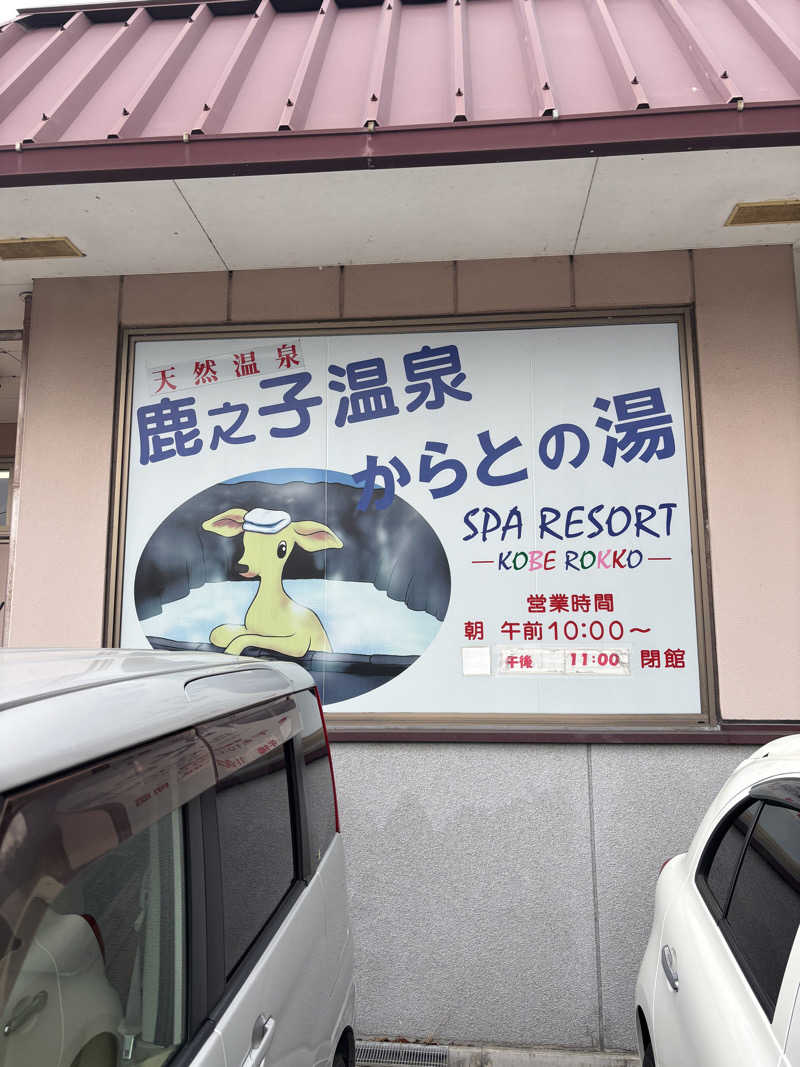 天然温泉
鹿之子温泉
からとの湯
SPA RESORT
—KOBE ROKKO—
営業時間
朝 午前10:00〜
午後 11:00 閉館